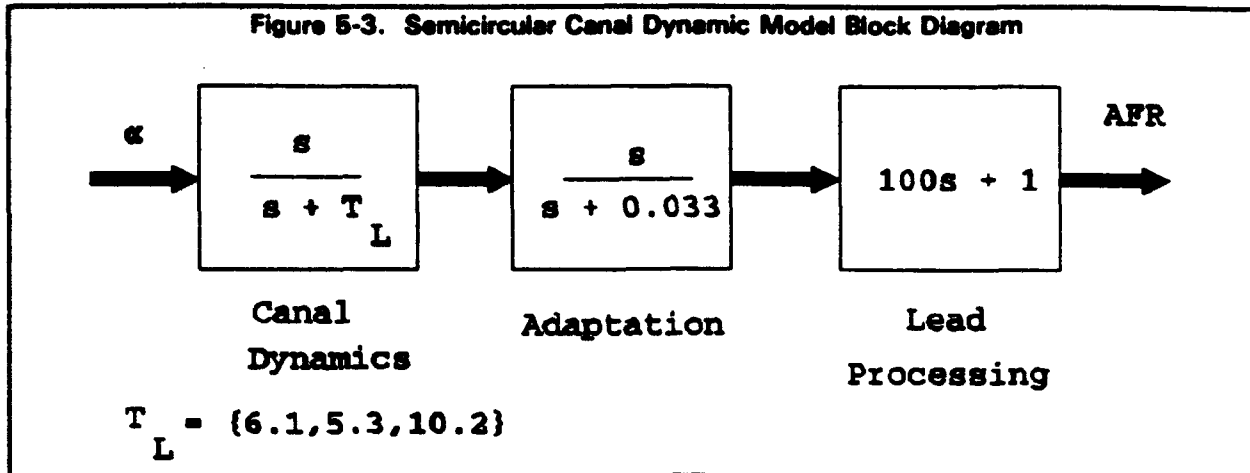 Figure 5-3. Semicircular Canal Dynamic Model Block Diagram
α
s
s + T
L
s
s + 0.033
100s + 1
AFR
Canal
Dynamics
Adaptation
Lead
Processing
T = {6.1,5.3,10.2}
L